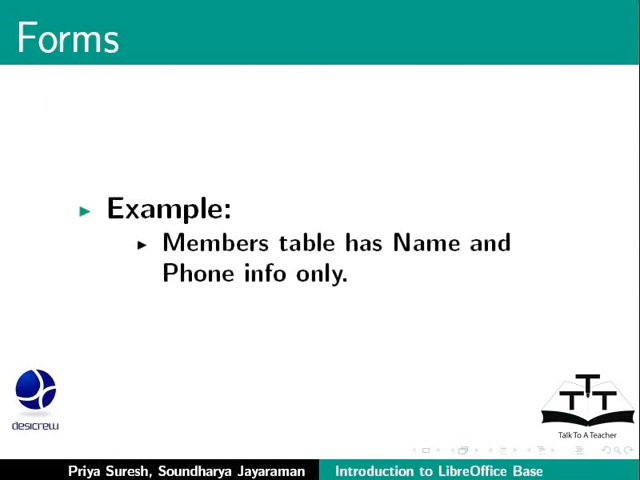 Forms
Example:
Members table has Name and
Phone info only.
desicrew
TTT
Talk To A Teacher
Priya Suresh, Soundharya Jayaraman
Introduction to LibreOffice Base